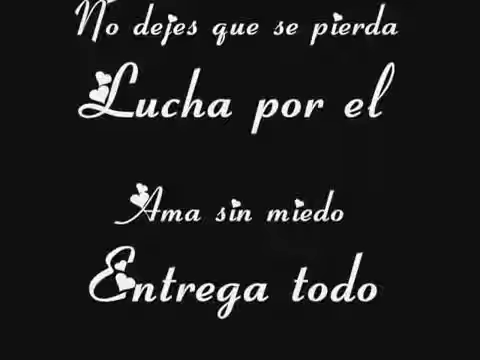 No dejes que se pierda
Lucha por el
Ama sin miedo
Entrega todo